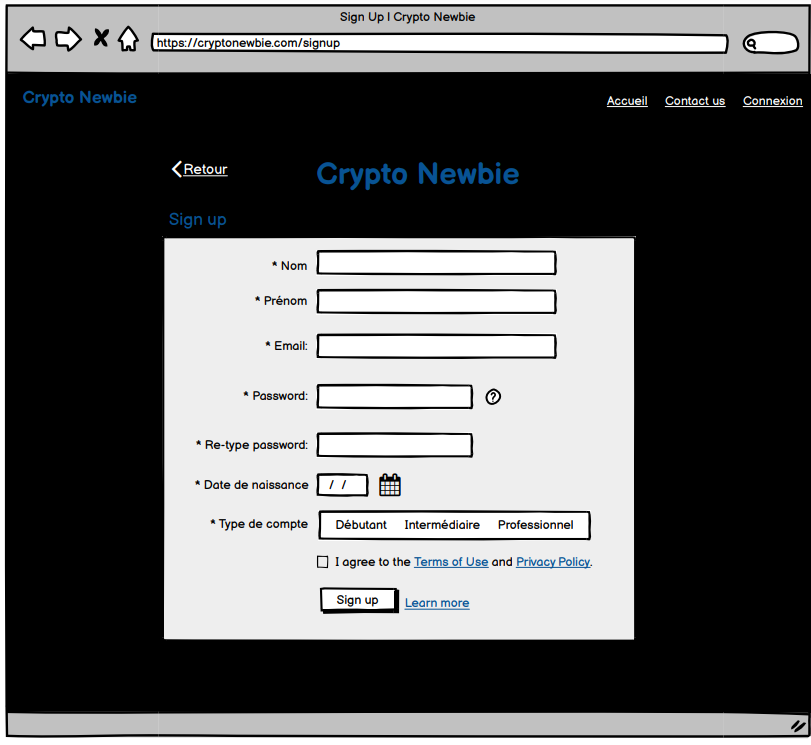 Sign Up | Crypto Newbie
https://cryptonewbie.com/signup
Crypto Newbie
Accueil Contact us Connexion
Retour
Crypto Newbie
Sign up
* Nom
* Prénom
* Email:
* Password: ?
* Re-type password:
* Date de naissance / /
* Type de compte Débutant Intermédiaire Professionnel
I agree to the Terms of Use and Privacy Policy.
Sign up Learn more